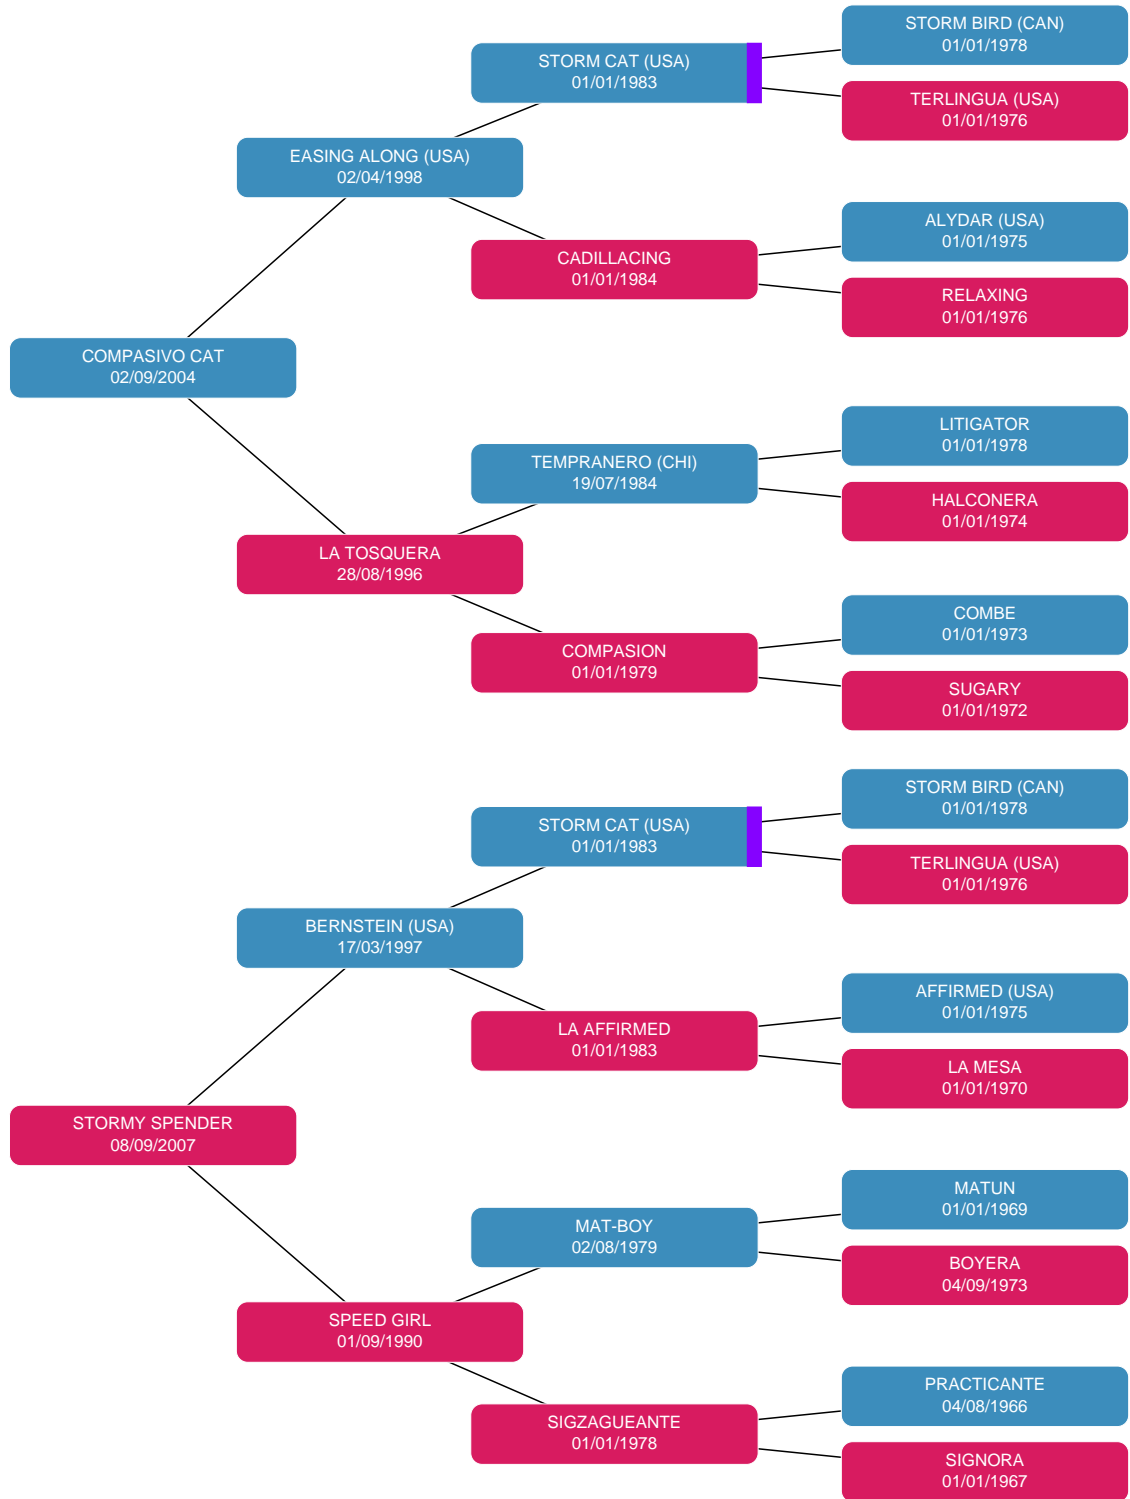 STORM BIRD (CAN)
01/01/1978
STORM CAT (USA)
01/01/1983
TERLINGUA (USA)
01/01/1976
EASING ALONG (USA)
02/04/1998
ALYDAR (USA)
01/01/1975
CADILLACING
01/01/1984
RELAXING
01/01/1976
COMPASIVO CAT
02/09/2004
LITIGATOR
01/01/1978
TEMPRANERO (CHI)
19/07/1984
HALCONERA
01/01/1974
LA TOSQUERA
28/08/1996
COMBE
01/01/1973
COMPASION
01/01/1979
SUGARY
01/01/1972
STORM BIRD (CAN)
01/01/1978
STORM CAT (USA)
01/01/1983
TERLINGUA (USA)
01/01/1976
BERNSTEIN (USA)
17/03/1997
AFFIRMED (USA)
01/01/1975
LA AFFIRMED
01/01/1983
LA MESA
01/01/1970
STORMY SPENDER
08/09/2007
MATUN
01/01/1969
MAT-BOY
02/08/1979
BOYERA
04/09/1973
SPEED GIRL
01/09/1990
PRACTICANTE
04/08/1966
SIGZAGUEANTE
01/01/1978
SIGNORA
01/01/1967